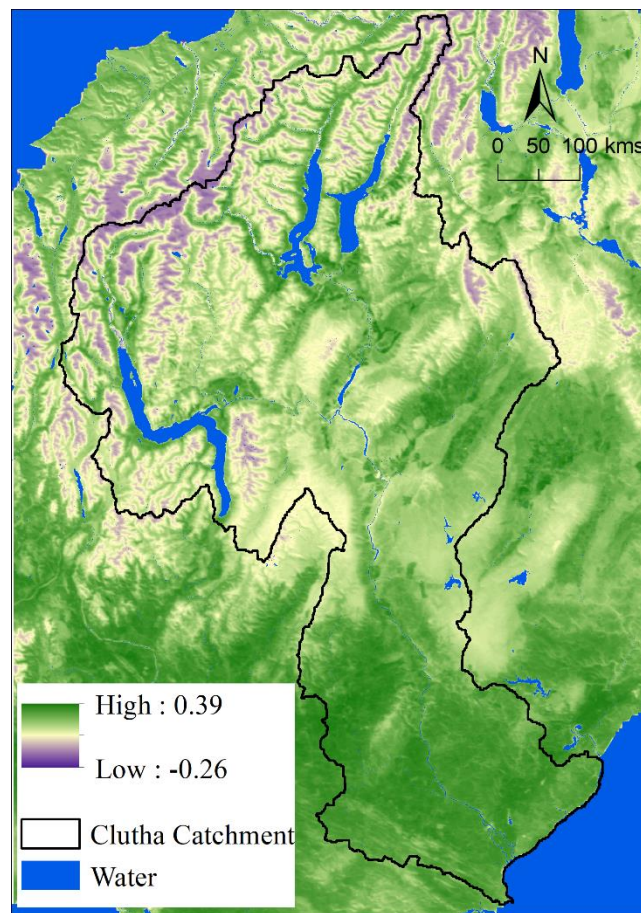 N
0 50 100 kms
High : 0.39
Low : -0.26
Clutha Catchment
Water